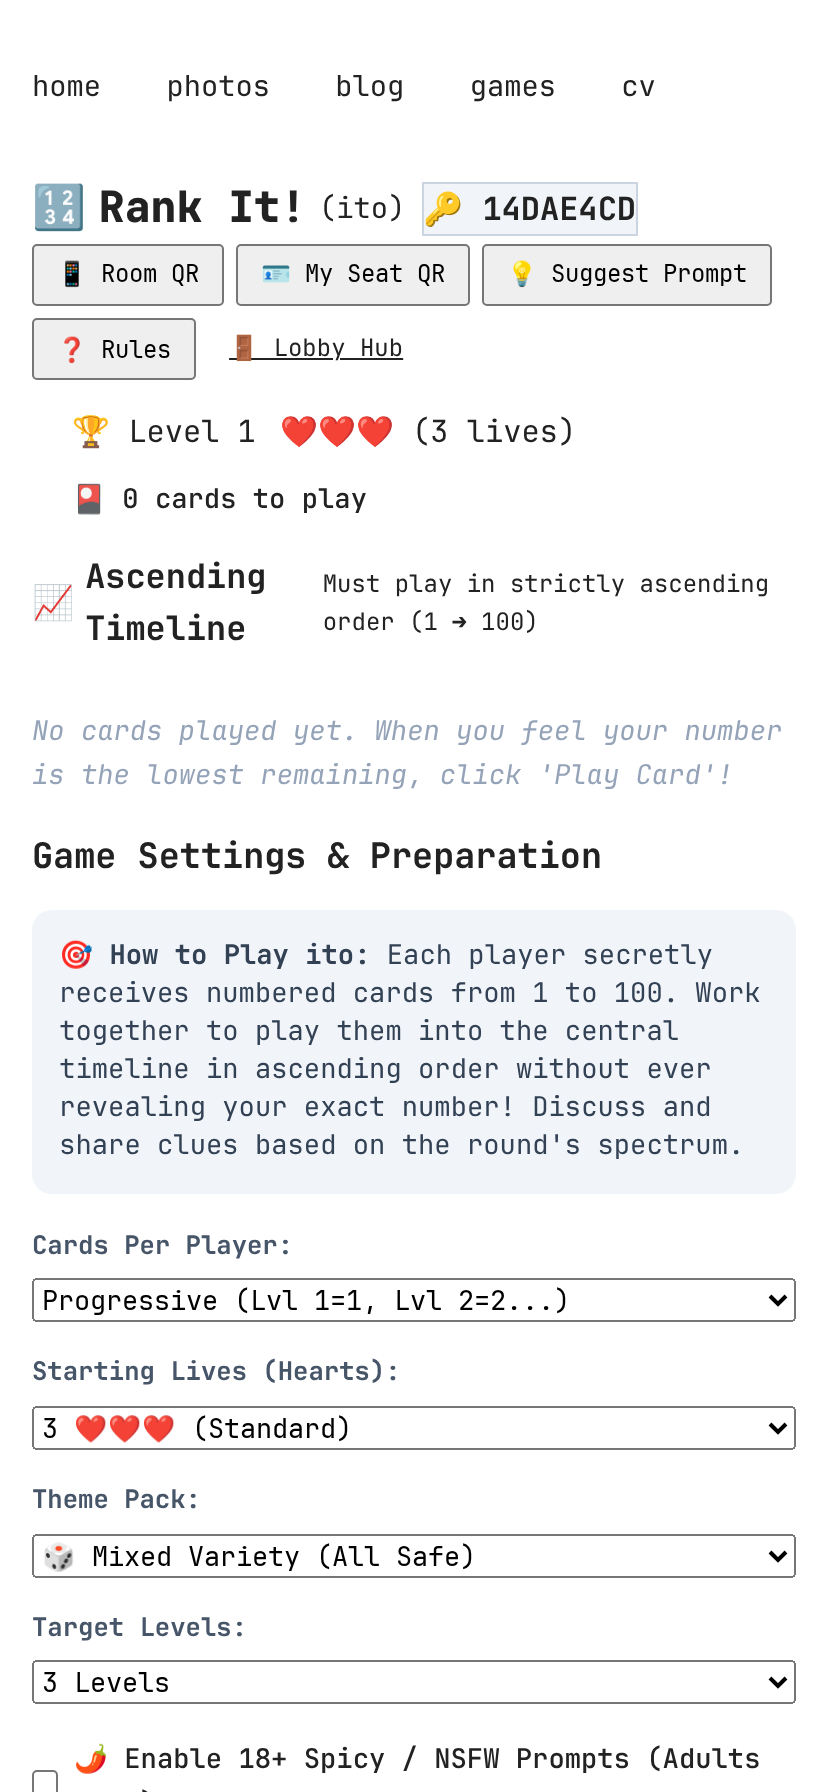 home photos blog games cv
🔢 Rank It! (ito) 🔑 14DAE4CD
📱 Room QR 🪪 My Seat QR 💡 Suggest Prompt
❓ Rules 🚪 Lobby Hub
🏆 Level 1 ❤️❤️❤️ (3 lives)
🎴 0 cards to play
📈 Ascending
Timeline
Must play in strictly ascending
order (1 ➔ 100)
No cards played yet. When you feel your number
is the lowest remaining, click 'Play Card'!
Game Settings & Preparation
🎯 How to Play ito: Each player secretly
receives numbered cards from 1 to 100. Work
together to play them into the central
timeline in ascending order without ever
revealing your exact number! Discuss and
share clues based on the round's spectrum.
Cards Per Player:
Progressive (Lvl 1=1, Lvl 2=2...)
Starting Lives (Hearts):
3 ❤️❤️❤️ (Standard)
Theme Pack:
🎲 Mixed Variety (All Safe)
Target Levels:
3 Levels
🌶️ Enable 18+ Spicy / NSFW Prompts (Adults